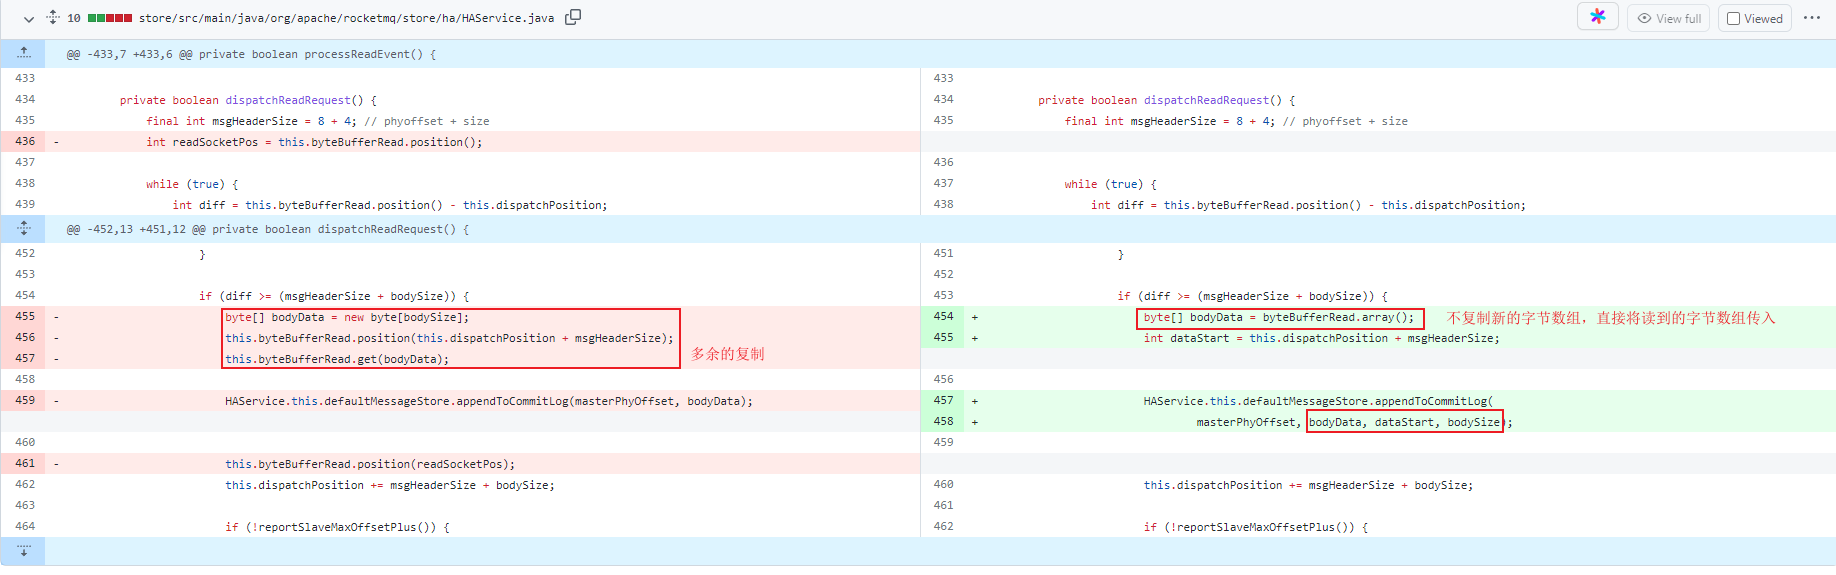 10 store/src/main/java/org/apache/rocketmq/store/ha/HAService.java View full Viewed
@@ -433,7 +433,6 @@ private boolean processReadEvent() {
433 433
434 private boolean dispatchReadRequest() { 434 private boolean dispatchReadRequest() {
435 final int msgHeaderSize = 8 + 4; // phyoffset + size 435 final int msgHeaderSize = 8 + 4; // phyoffset + size
436 - int readSocketPos = this.byteBufferRead.position();
437 436
438 while (true) { 437 while (true) {
439 int diff = this.byteBufferRead.position() - this.dispatchPosition; 438 int diff = this.byteBufferRead.position() - this.dispatchPosition;
@@ -452,13 +451,12 @@ private boolean dispatchReadRequest() {
452 } 451 }
453 452
454 if (diff >= (msgHeaderSize + bodySize)) { 453 if (diff >= (msgHeaderSize + bodySize)) {
455 - byte[] bodyData = new byte[bodySize]; 454 + byte[] bodyData = byteBufferRead.array(); 不复制新的字节数组，直接将读到的字节数组传入
456 - this.byteBufferRead.position(this.dispatchPosition + msgHeaderSize); 455 + int dataStart = this.dispatchPosition + msgHeaderSize;
457 - this.byteBufferRead.get(bodyData); 多余的复制
458 456
459 - HAService.this.defaultMessageStore.appendToCommitLog(masterPhyOffset, bodyData); 457 + HAService.this.defaultMessageStore.appendToCommitLog(
458 + masterPhyOffset, bodyData, dataStart, bodySize);
460 459
461 - this.byteBufferRead.position(readSocketPos);
462 this.dispatchPosition += msgHeaderSize + bodySize; 460 this.dispatchPosition += msgHeaderSize + bodySize;
463 461
464 if (!reportSlaveMaxOffsetPlus()) { 462 if (!reportSlaveMaxOffsetPlus()) {